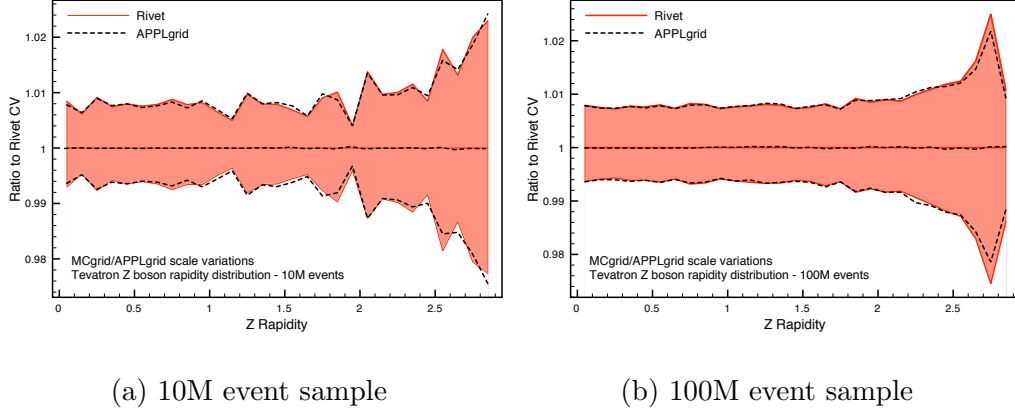 Rivet
APPLgrid
1.02
1.01
1
0.99
0.98
Ratio to Rivet CV
MCgrid/APPLgrid scale variations
Tevatron Z boson rapidity distribution - 10M events
0 0.5 1 1.5 2 2.5
Z Rapidity
(a) 10M event sample
Rivet
APPLgrid
1.02
1.01
1
0.99
0.98
Ratio to Rivet CV
MCgrid/APPLgrid scale variations
Tevatron Z boson rapidity distribution - 100M events
0 0.5 1 1.5 2 2.5
Z Rapidity
(b) 100M event sample